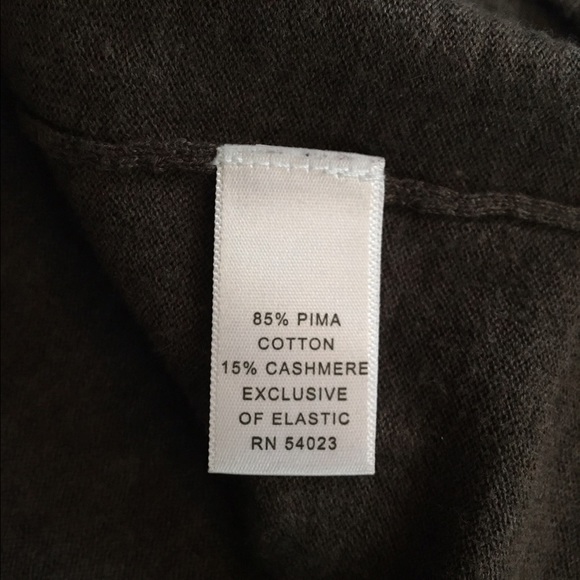 85% PIMA
COTTON
15% CASHMERE
EXCLUSIVE
OF ELASTIC
RN 54023